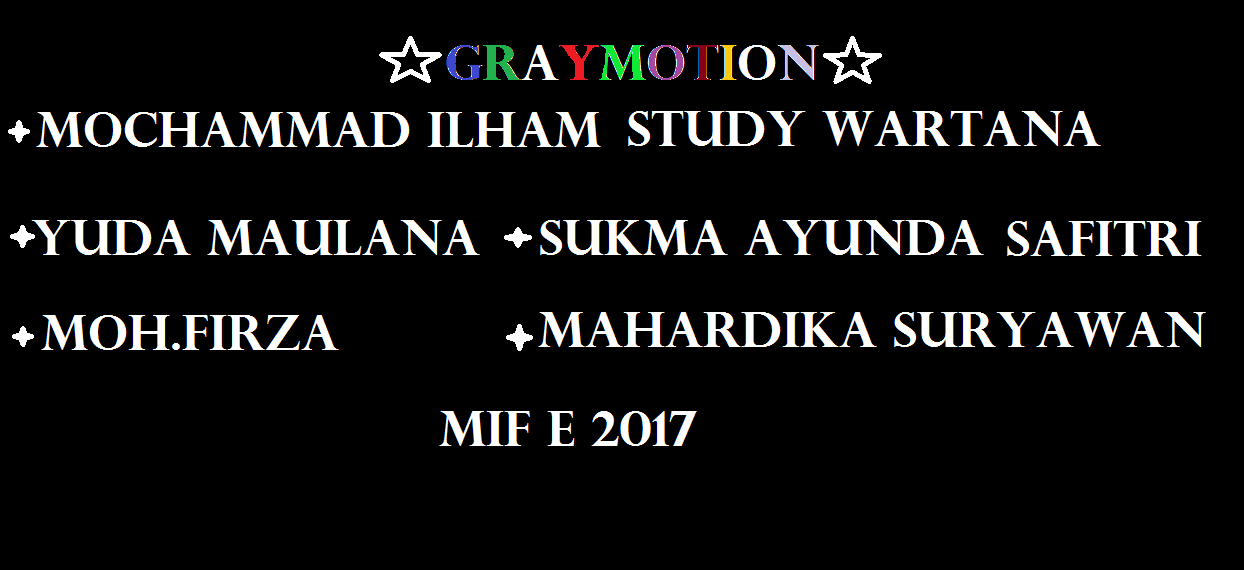 ☆GRAYMOTION☆
✦MOCHAMMAD ILHAM STUDY WARTANA
✦YUDA MAULANA ✦SUKMA AYUNDA SAFITRI
✦MOH.FIRZA ✦MAHARDIKA SURYAWAN
MIF E 2017